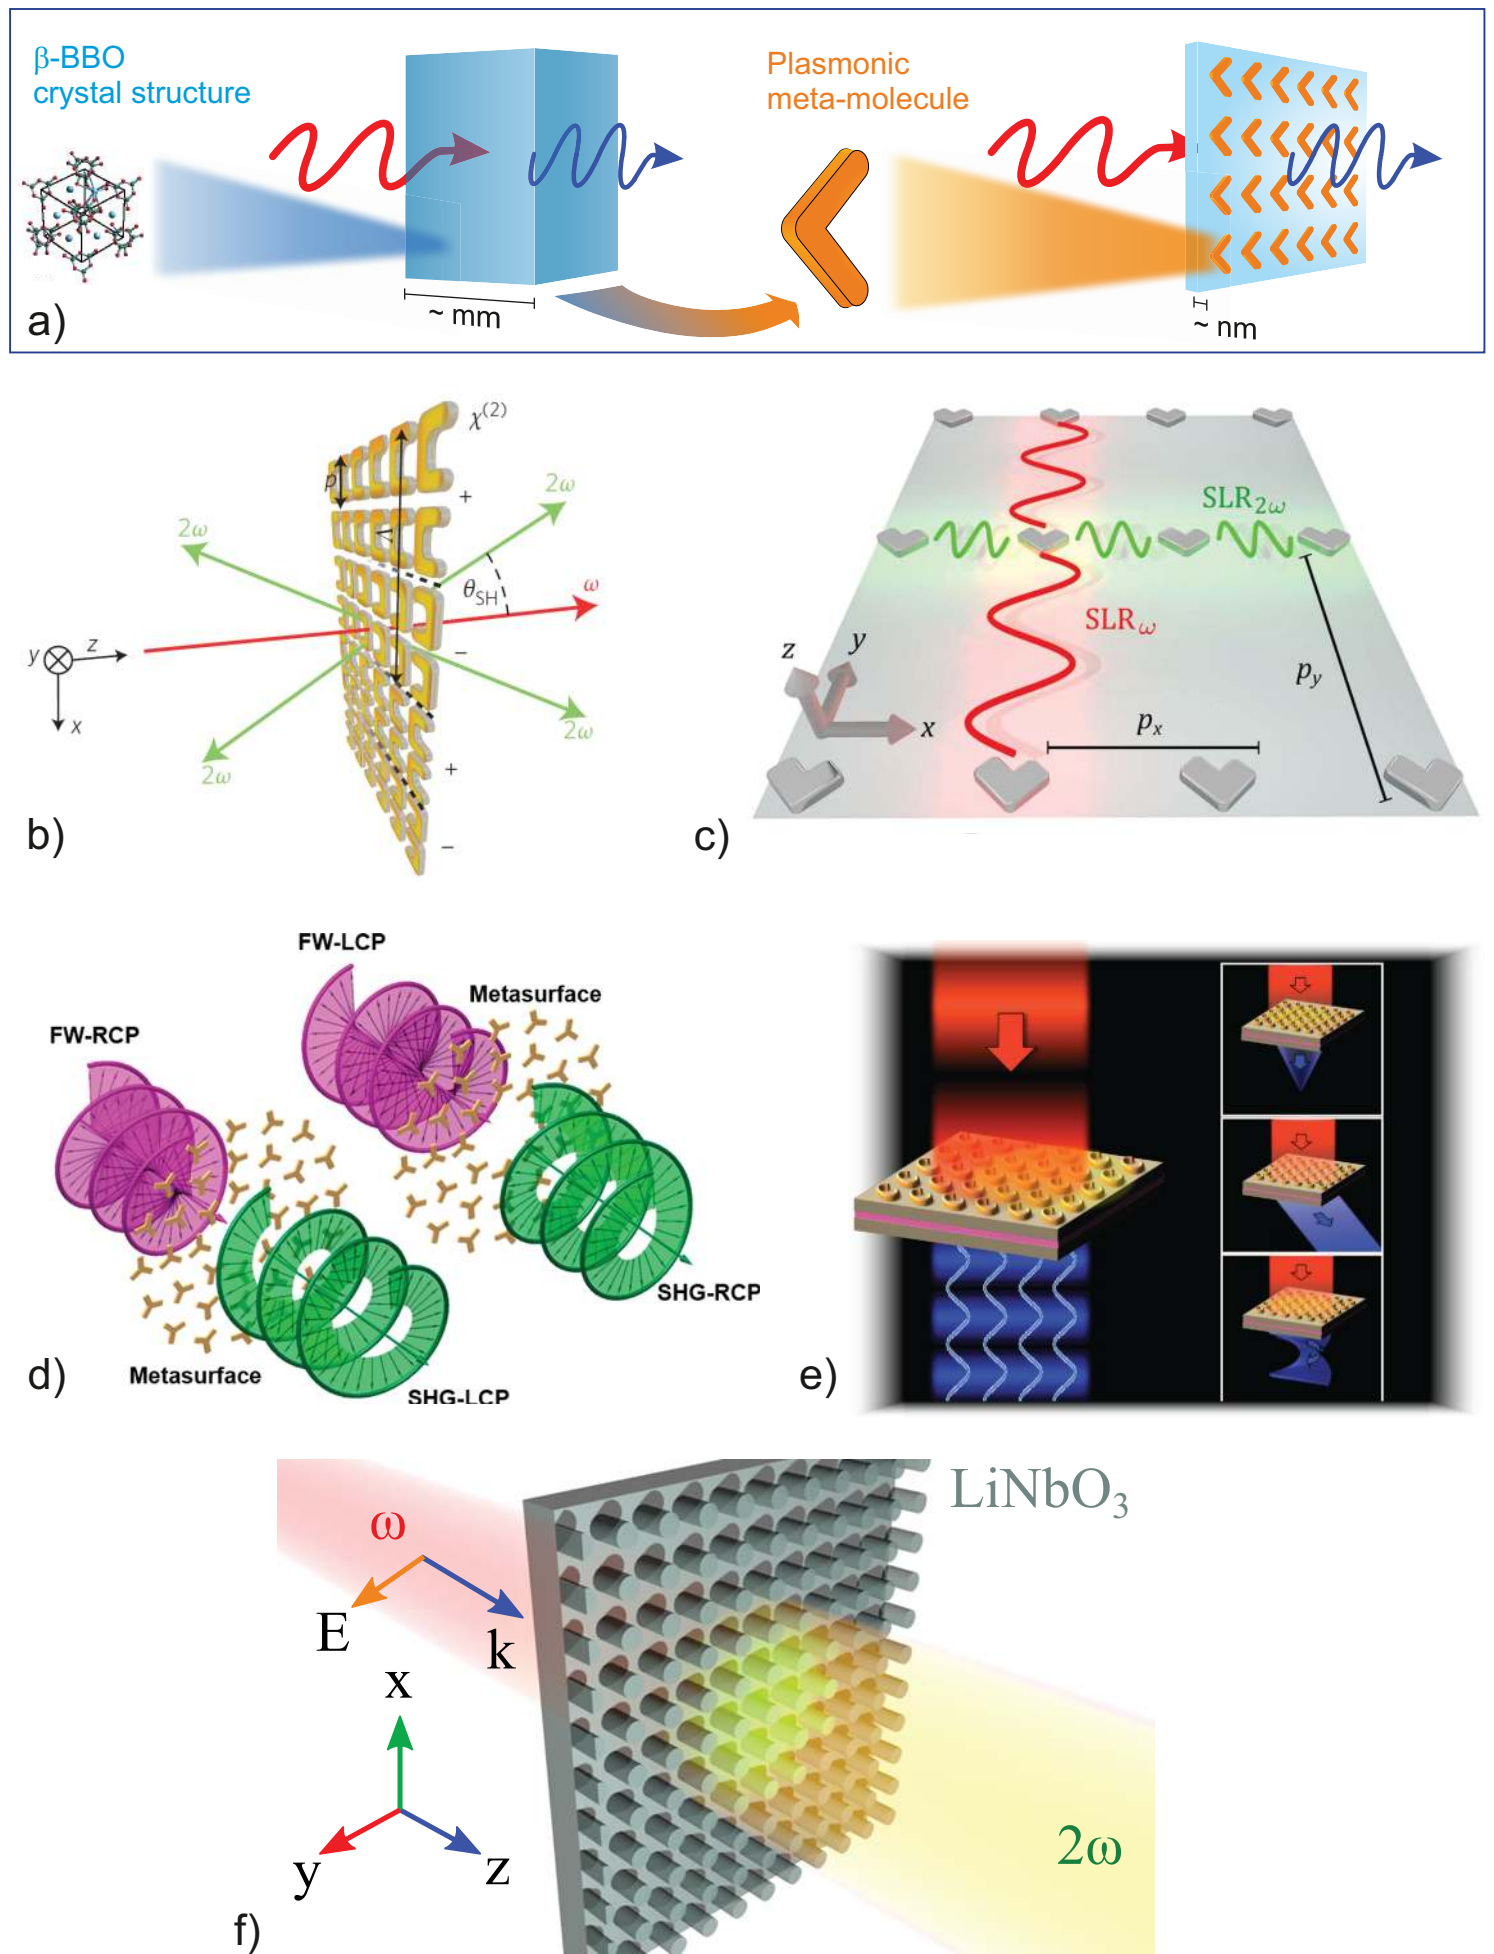 β-BBO
crystal structure
Plasmonic
meta-molecule
~ mm
~ nm
a)
χ(2)
p
+
Λ
2ω
2ω
θSH
ω
y
z
x
−
2ω
2ω
+
−
b)
SLR2ω
SLRω
z
y
x
px
py
c)
FW-LCP
Metasurface
FW-RCP
SHG-RCP
Metasurface
SHG-LCP
d)
e)
LiNbO3
ω
E
k
x
y
z
2ω
f)